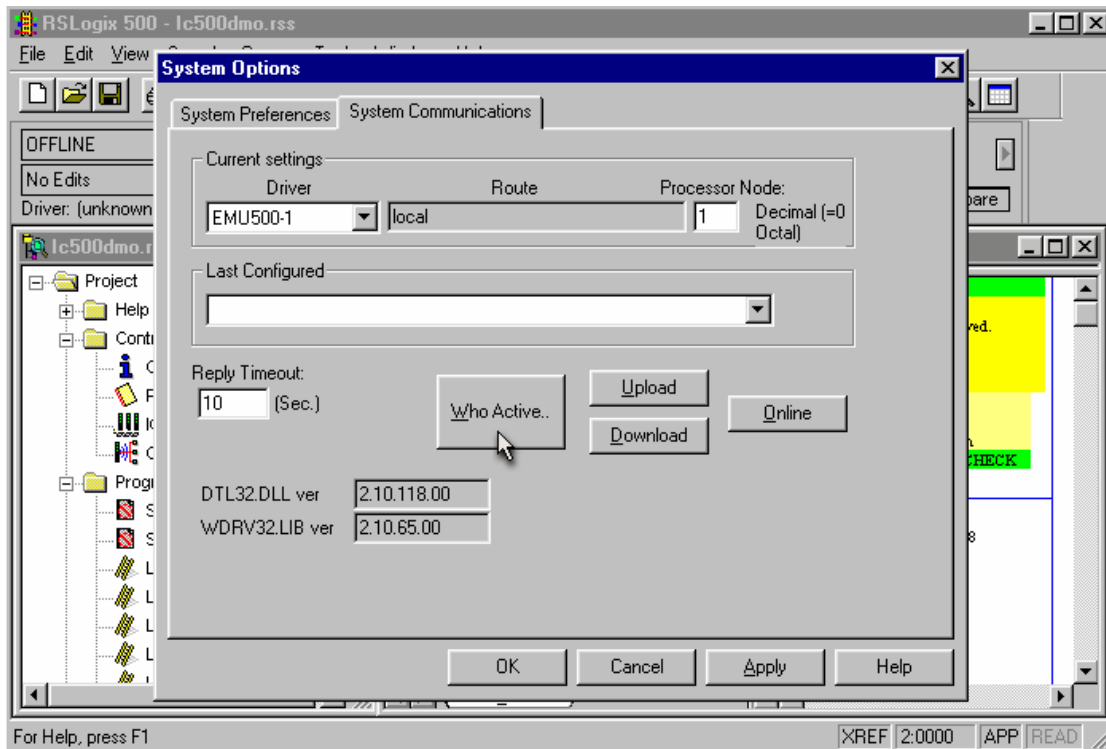 RSLogix 500 - lc500dmo.rss
File Edit View
System Options
System Preferences
System Communications
OFFLINE
No Edits
Driver: (unknown
Current settings
Driver Route Processor Node:
EMU500-1 local 1 Decimal (=0 Octal)
lc500dmo.r
Last Configured
Project
Help
Contr
Reply Timeout:
10 (Sec.)
Who Active..
Upload
Download
Online
CHECK
Progr
DTL32.DLL ver 2.10.118.00
WDRV32.LIB ver 2.10.65.00
OK Cancel Apply Help
For Help, press F1
XREF 2:0000 APP READ